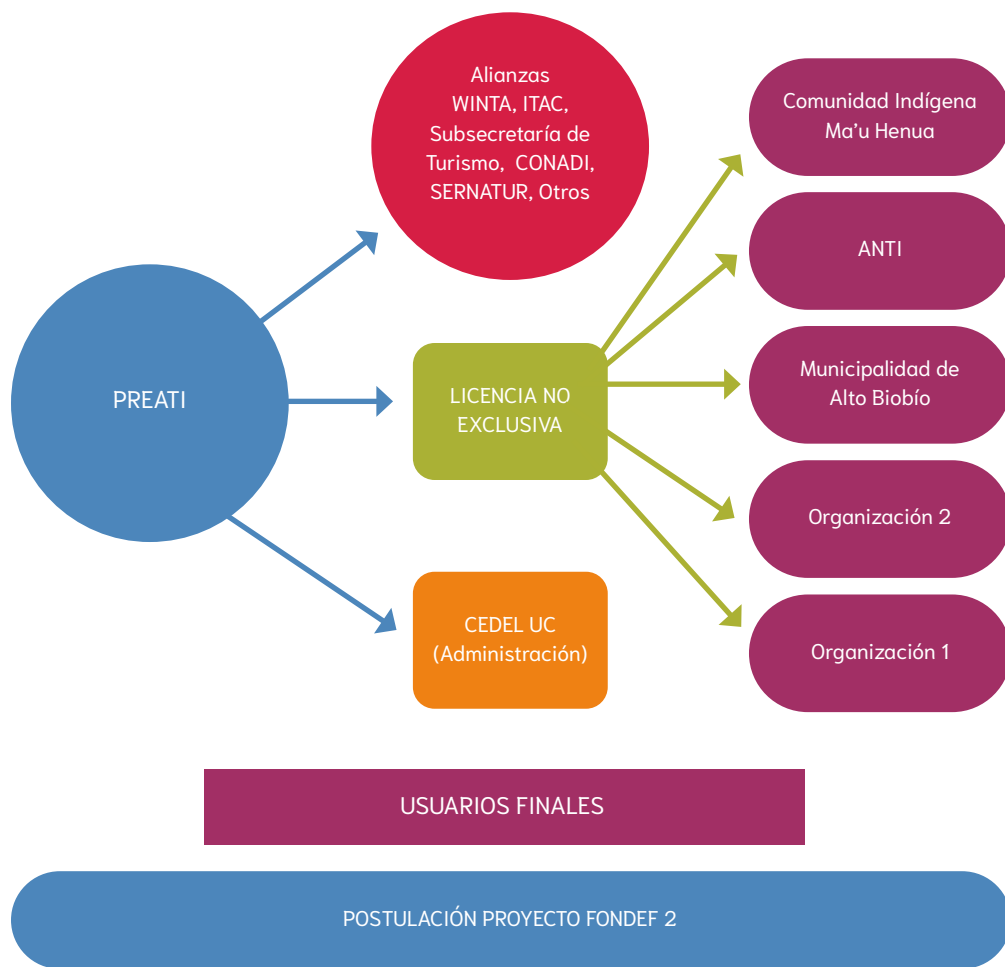 Alianzas
WINTA, ITAC,
Subsecretaría de
Turismo, CONADI,
SERNATUR, Otros
PREATI
LICENCIA NO
EXCLUSIVA
CEDEL UC
(Administración)
Comunidad Indígena
Ma’u Henua
ANTI
Municipalidad de
Alto Biobío
Organización 2
Organización 1
USUARIOS FINALES
POSTULACIÓN PROYECTO FONDEF 2